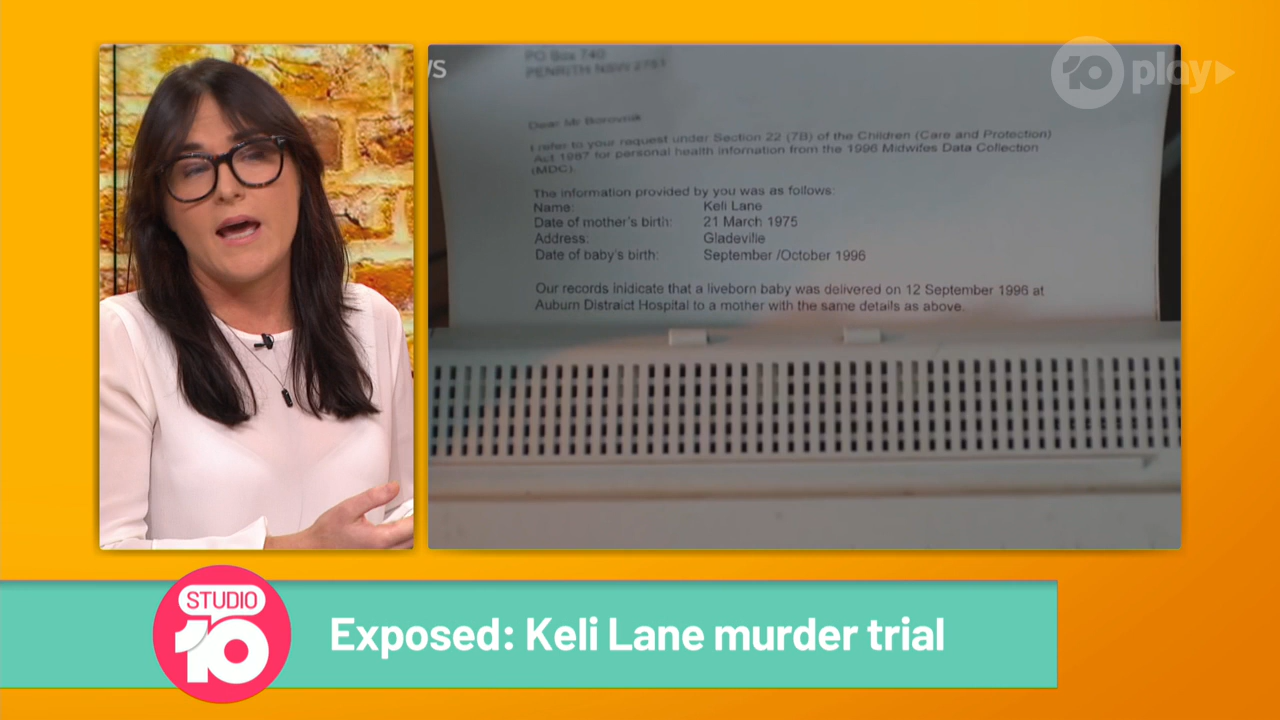 /S
PO Box 740
PENRITH NSW 2751
10 play
Dear Mr Borovnik
I refer to your request under Section 22 (7B) of the Children (Care and Protection)
Act 1987 for personal health infomation from the 1996 Midwifes Data Collection
(MDC).
The information provided by you was as follows:
Name: Keli Lane
Date of mother's birth: 21 March 1975
Address: Gladeville
Date of baby's birth: September /October 1996
Our records inidicate that a liveborn baby was delivered on 12 September 1996 at
Auburn Distraict Hospital to a mother with the same details as above.
STUDIO
10
Exposed: Keli Lane murder trial